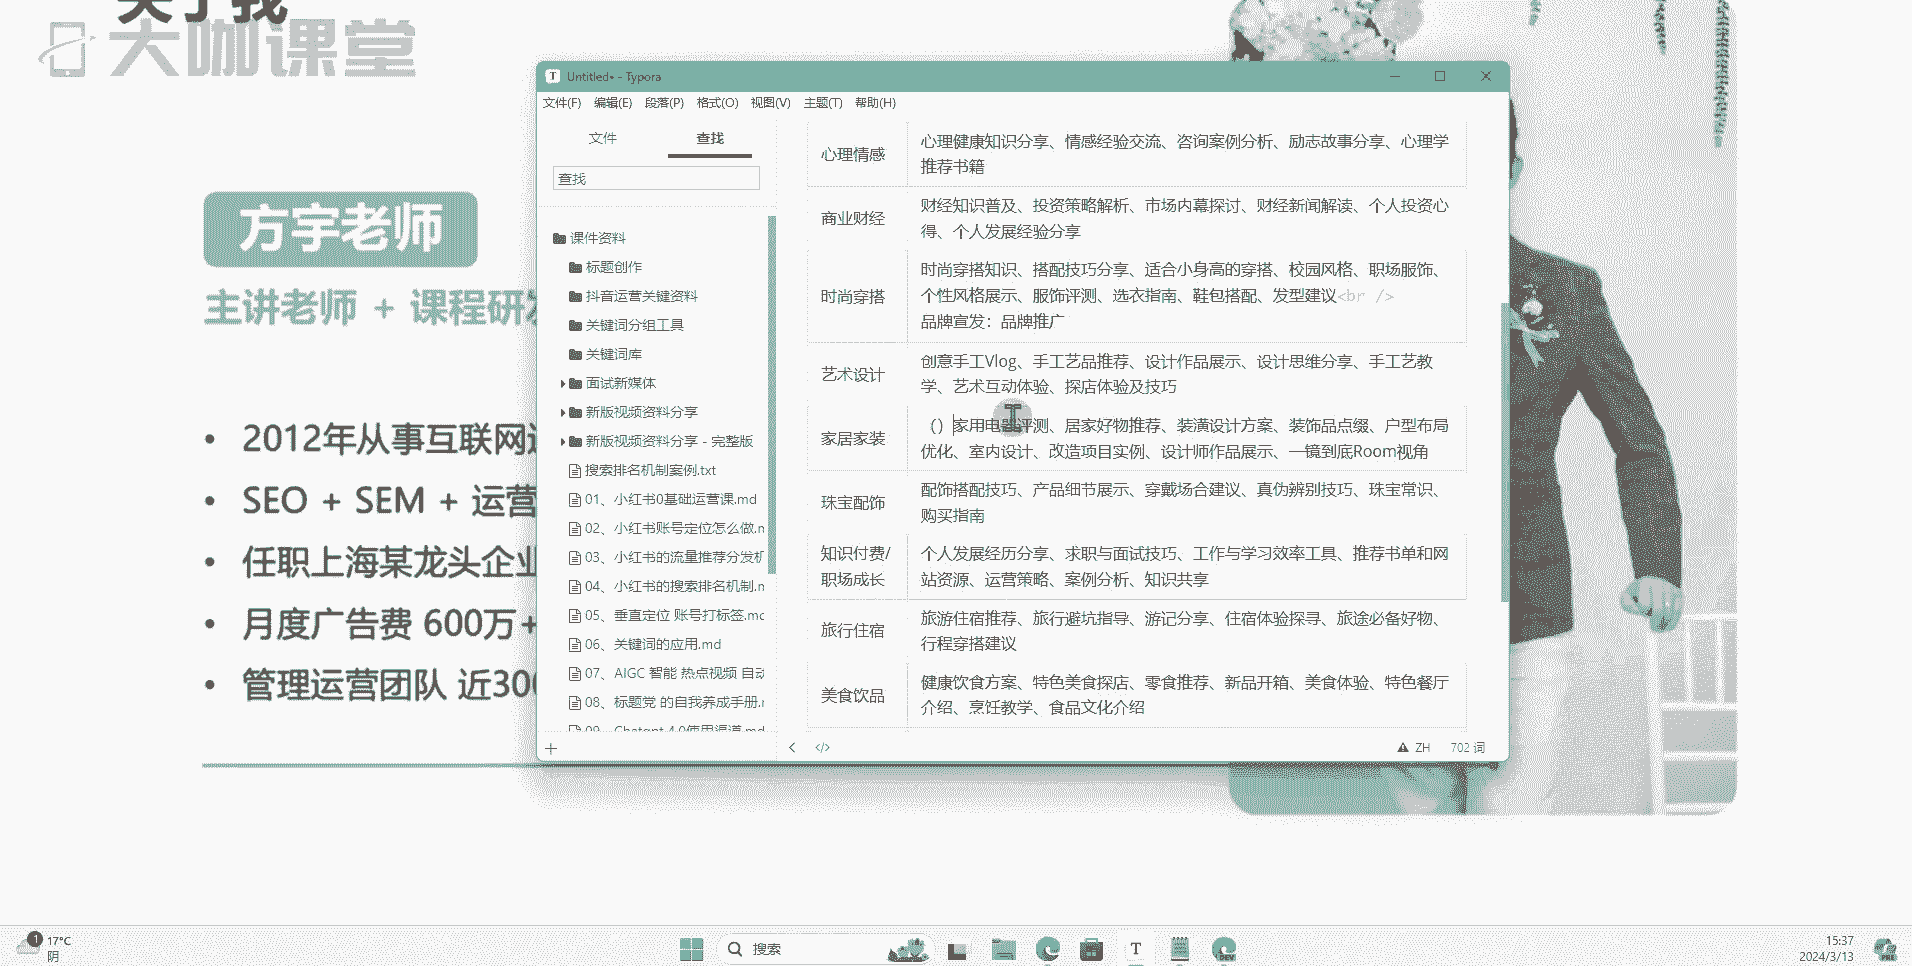 关于我
大咖课堂
方宇老师
主讲老师 + 课程研发
• 2012年从事互联网
• SEO + SEM + 运营
• 任职上海某龙头企业
• 月度广告费 600万+
• 管理运营团队 近300
Untitled• - Typora
文件(F) 编辑(E) 段落(P) 格式(O) 视图(V) 主题(T) 帮助(H)
文件 查找
查找
课件资料
标题创作
抖音运营关键资料
关键词分组工具
关键词库
面试新媒体
新版视频资料分享
新版视频资料分享 - 完整版
搜索排名机制案例.txt
01、小红书0基础运营课.md
02、小红书账号定位怎么做.m
03、小红书的流量推荐分发机
04、小红书的搜索排名机制.m
05、垂直定位 账号打标签.mc
06、关键词的应用.md
07、AIGC 智能 热点视频 自动
08、标题党 的自我养成手册.r
09、Chatgpt 4.0使用渠道.md
心理情感
心理健康知识分享、情感经验交流、咨询案例分析、励志故事分享、心理学
推荐书籍
商业财经
财经知识普及、投资策略解析、市场内幕探讨、财经新闻解读、个人投资心
得、个人发展经验分享
时尚穿搭
时尚穿搭知识、搭配技巧分享、适合小身高的穿搭、校园风格、职场服饰、
个性风格展示、服饰评测、选衣指南、鞋包搭配、发型建议<br />
品牌宣发：品牌推广
艺术设计
创意手工Vlog、手工艺品推荐、设计作品展示、设计思维分享、手工艺教
学、艺术互动体验、探店体验及技巧
家居家装
（）家用电器评测、居家好物推荐、装潢设计方案、装饰品点缀、户型布局
优化、室内设计、改造项目实例、设计师作品展示、一镜到底Room视角
珠宝配饰
配饰搭配技巧、产品细节展示、穿戴场合建议、真伪辨别技巧、珠宝常识、
购买指南
知识付费/
职场成长
个人发展经历分享、求职与面试技巧、工作与学习效率工具、推荐书单和网
站资源、运营策略、案例分析、知识共享
旅行住宿
旅游住宿推荐、旅行避坑指导、游记分享、住宿体验探寻、旅途必备好物、
行程穿搭建议
美食饮品
健康饮食方案、特色美食探店、零食推荐、新品开箱、美食体验、特色餐厅
介绍、烹饪教学、食品文化介绍
</> ZH 702 词
1 17°C
阴
搜索
T
DEV
15:37
2024/3/13
PRE